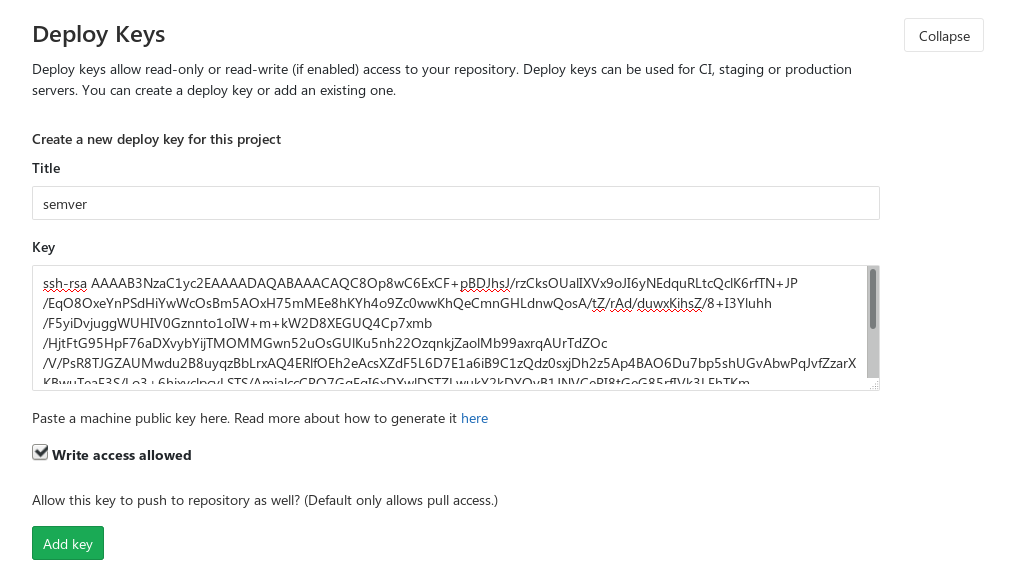 Deploy Keys
Collapse
Deploy keys allow read-only or read-write (if enabled) access to your repository. Deploy keys can be used for CI, staging or production
servers. You can create a deploy key or add an existing one.
Create a new deploy key for this project
Title
semver
Key
ssh-rsa AAAAB3NzaC1yc2EAAAADAQABAAACAQC8Op8wC6ExCF+pBDJhsJ/rzCksOUalIXVx9oJI6yNEdquRLtcQclK6rfTN+JP
/EqO8OxeYnPSdHiYwWcOsBm5AOxH75mMEe8hKYh4o9Zc0wwKhQeCmnGHLdnwQosA/tZ/rAd/duwxKihsZ/8+I3Yluhh
/F5yiDvjuggWUHIV0Gznnto1oIW+m+kW2D8XEGUQ4Cp7xmb
/HjtFtG95HpF76aDXvybYijTMOMMGwn52uOsGUIKu5nh22OzqnkjZaoIMb99axrqAUrTdZOc
/V/PsR8TJGZAUMwdu2B8uyqzBbLrxAQ4ERlfOEh2eAcsXZdF5L6D7E1a6iB9C1zQdz0sxjDh2z5Ap4BAO6Du7bp5shUGvAbwPqJvfZzarX
Paste a machine public key here. Read more about how to generate it here
Write access allowed
Allow this key to push to repository as well? (Default only allows pull access.)
Add key